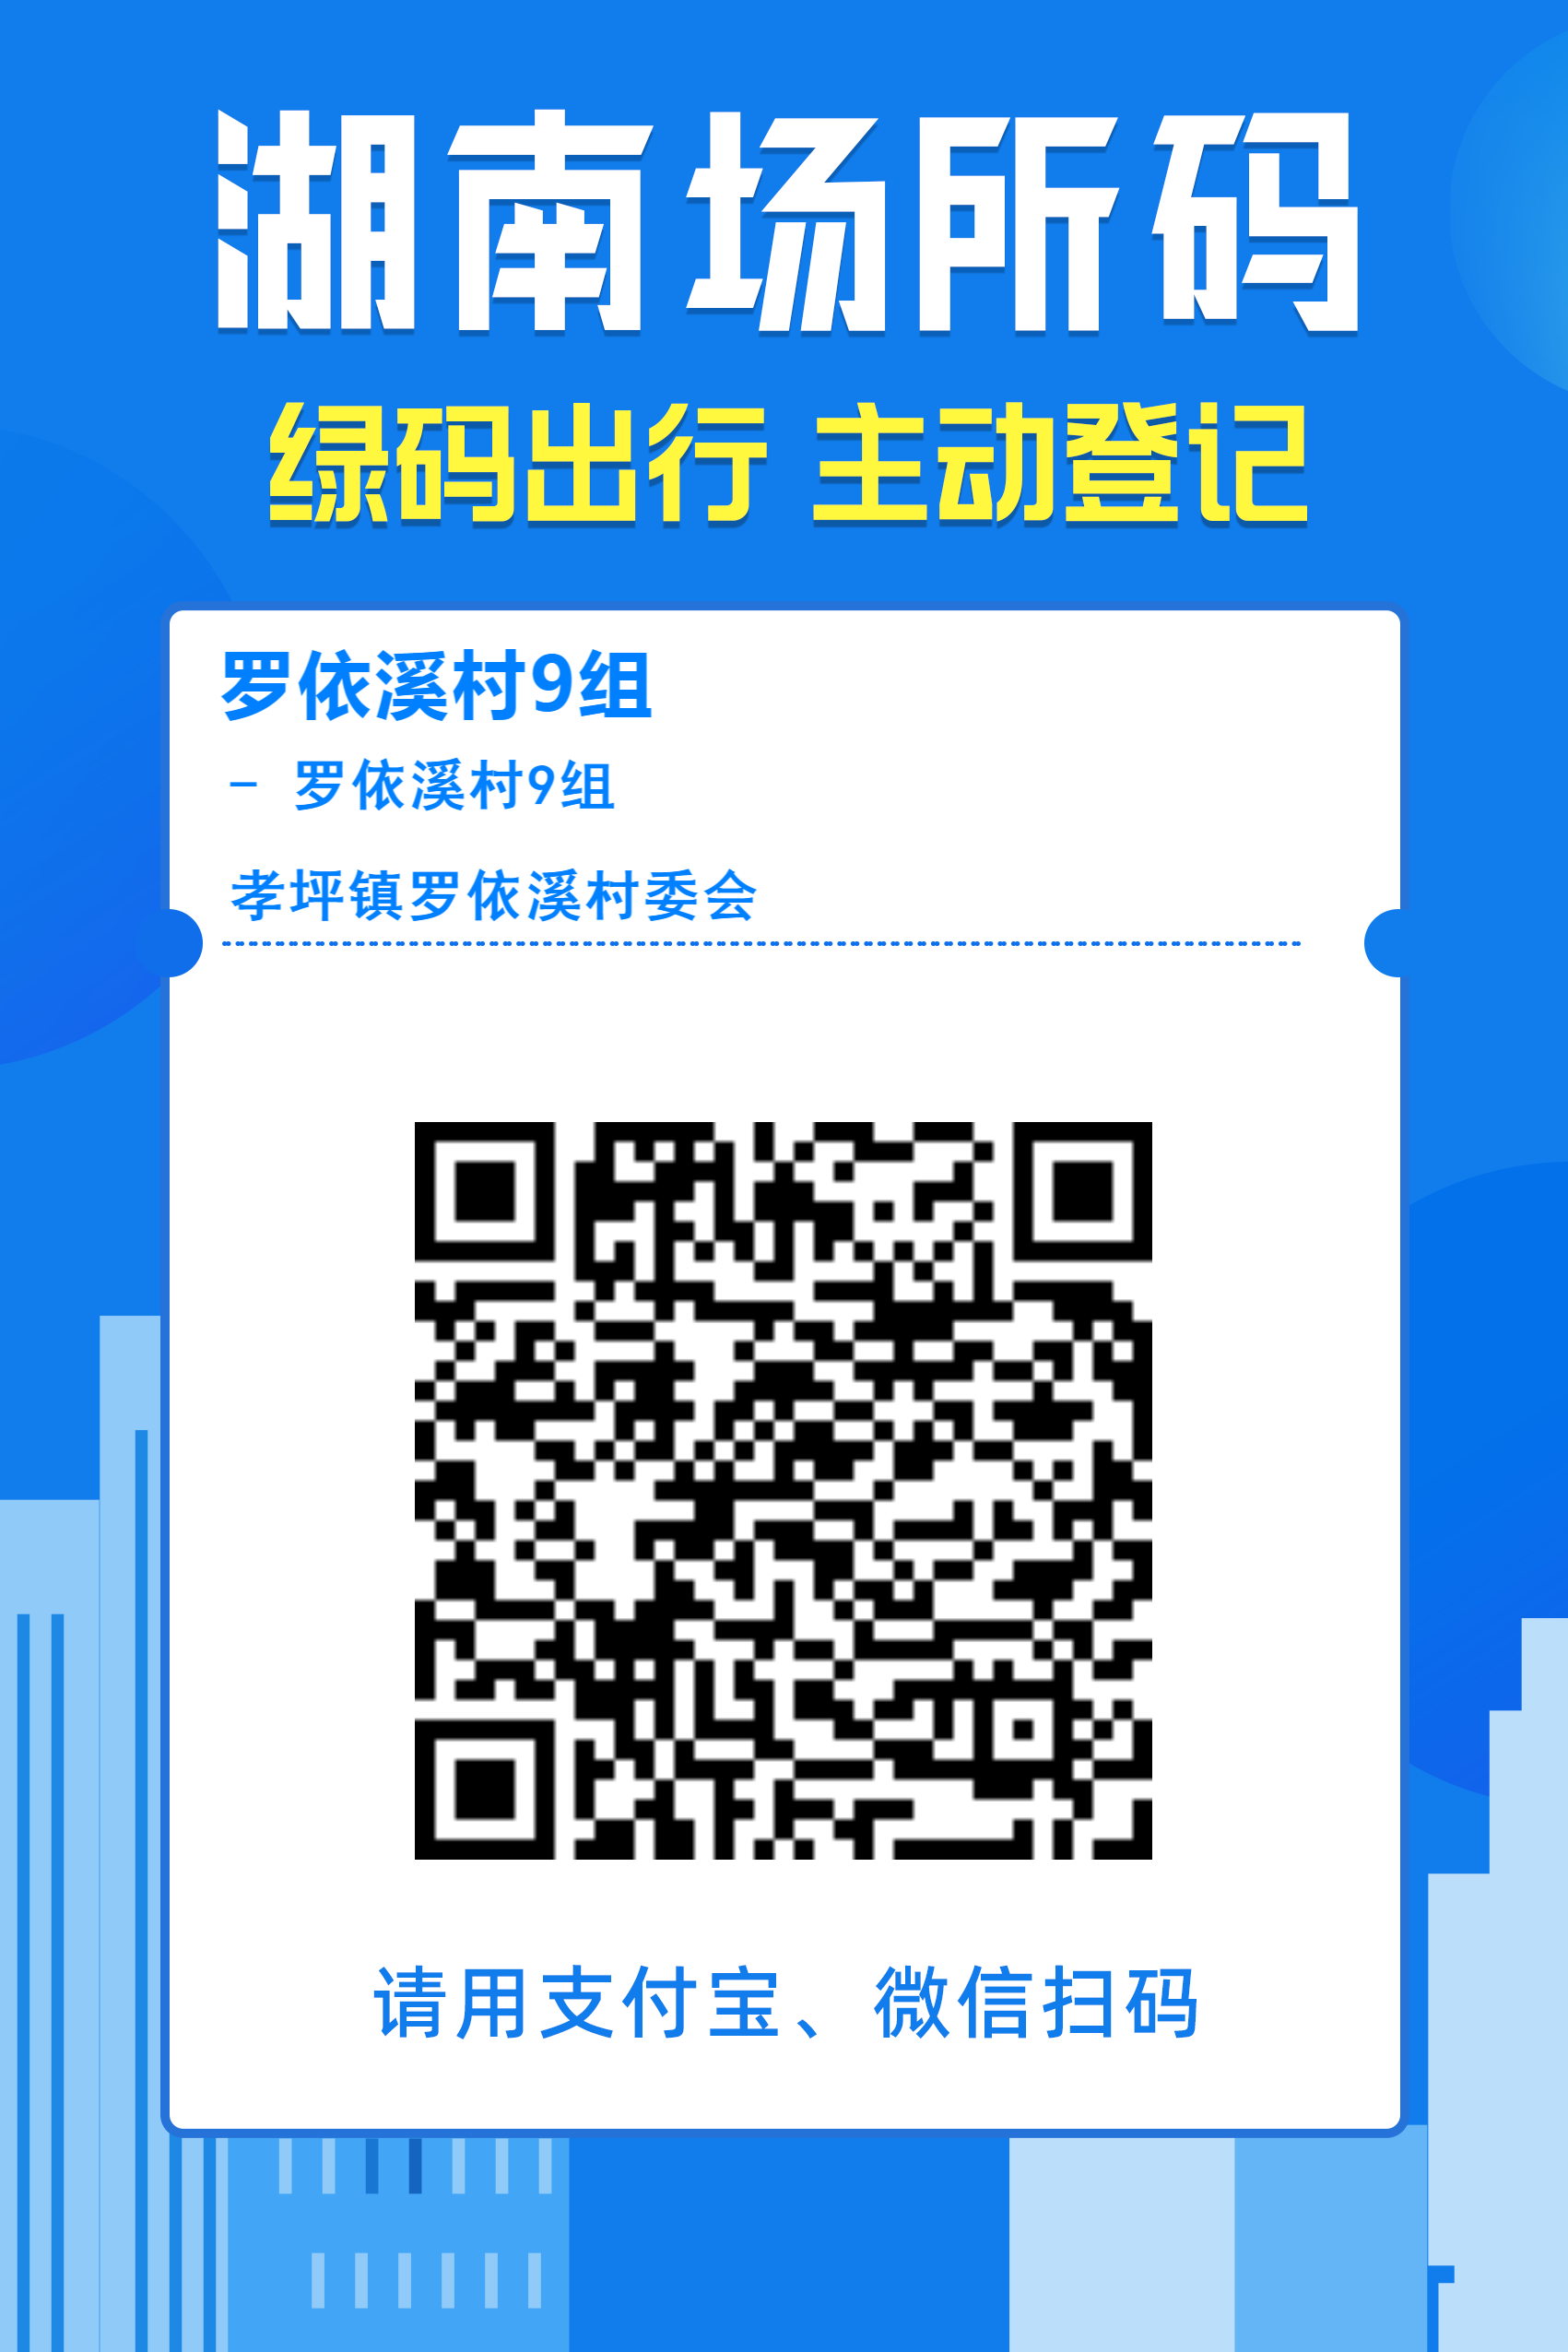 湖南场所码
绿码出行 主动登记
罗依溪村9组
– 罗依溪村9组
孝坪镇罗依溪村委会
请用支付宝、微信扫码